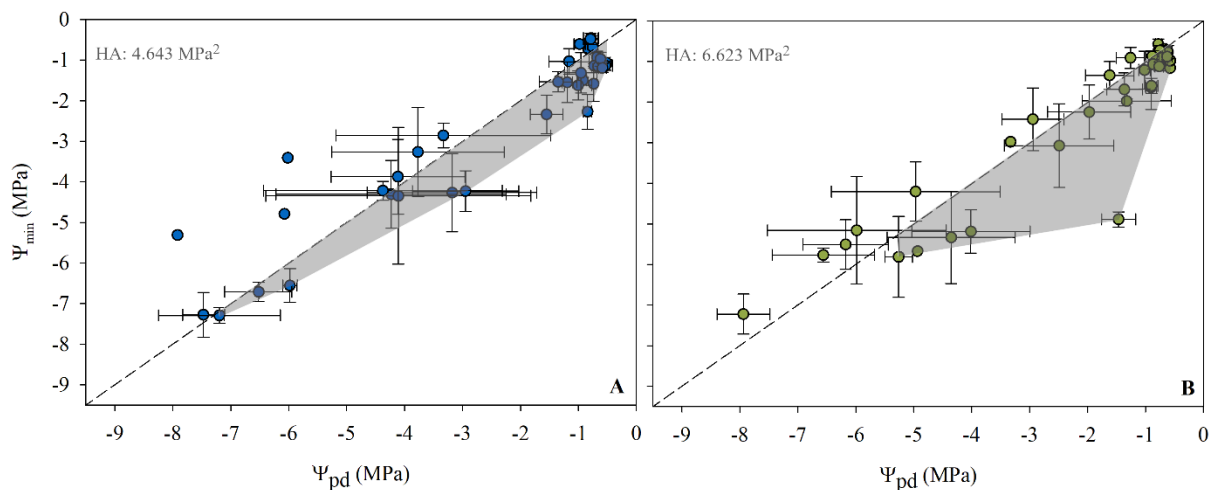 HA: 4.643 MPa²
HA: 6.623 MPa²
0
-1
-2
-3
-4
-5
-6
-7
-8
-9
Ψmin (MPa)
A
B
-9 -8 -7 -6 -5 -4 -3 -2 -1 0
-9 -8 -7 -6 -5 -4 -3 -2 -1 0
Ψpd (MPa)
Ψpd (MPa)